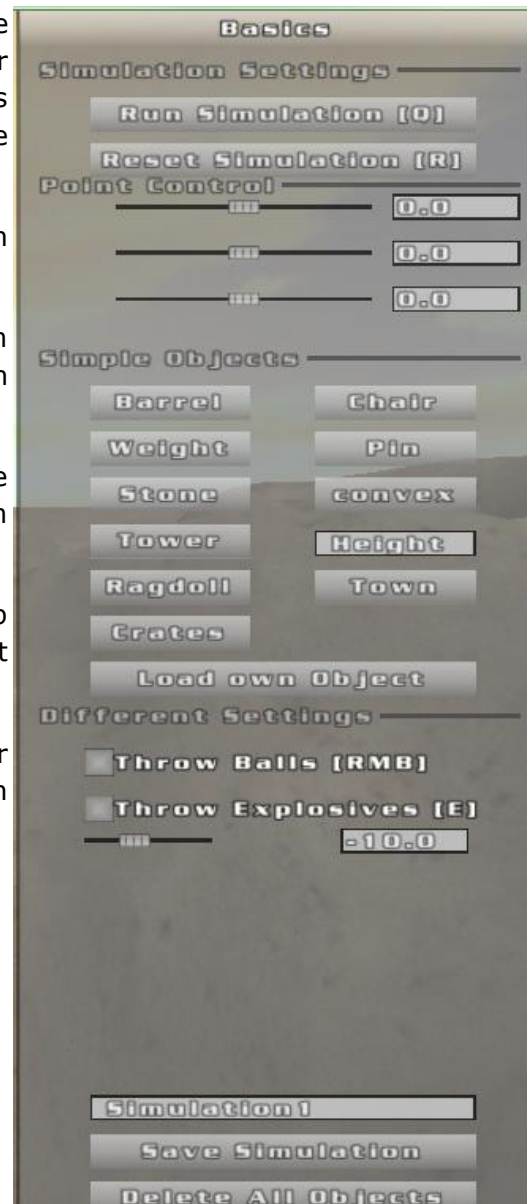 Basics
Simulation Settings
Run Simulation [Q]
Reset Simulation [R]
Point Control
0.0
0.0
0.0
Simple Objects
Barrel Chair
Weight Pin
Stone convex
Tower Height
Ragdoll Town
Crates
Load own Object
Different Settings
Throw Balls [RMB]
Throw Explosives [E]
-10.0
Simulation1
Save Simulation
Delete All Objects